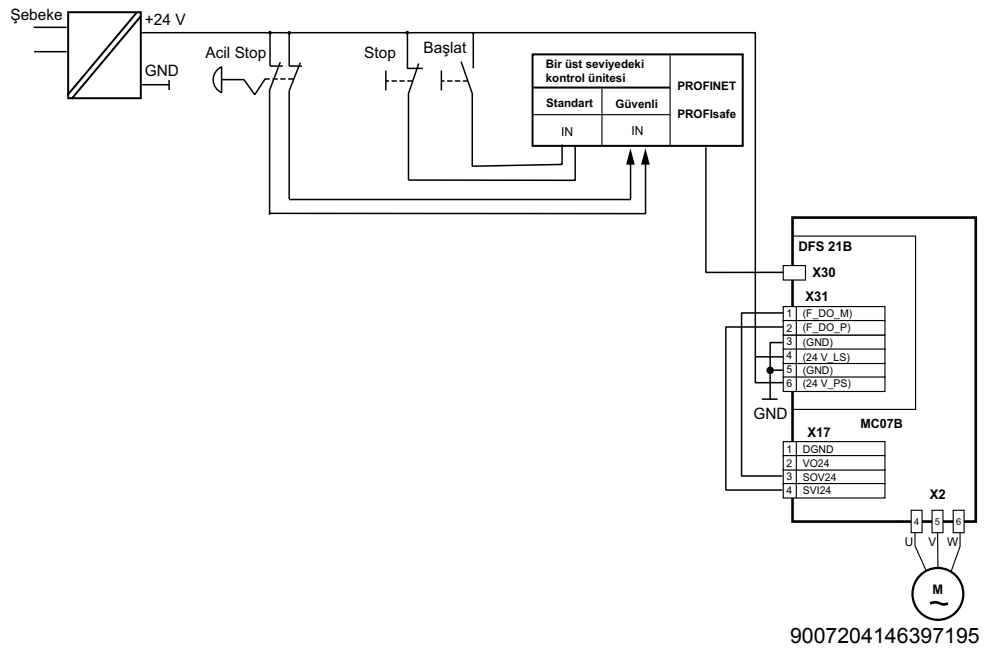 Şebeke
+24 V
GND
Acil Stop
Stop
Başlat
Bir üst seviyedeki
kontrol ünitesi
Standart
Güvenli
IN
IN
PROFINET
PROFIsafe
DFS 21B
X30
X31
1 (F_DO_M)
2 (F_DO_P)
3 (GND)
4 (24 V_LS)
5 (GND)
6 (24 V_PS)
GND
MC07B
X17
1 DGND
2 VO24
3 SOV24
4 SVI24
X2
4 5 6
U V W
M
9007204146397195